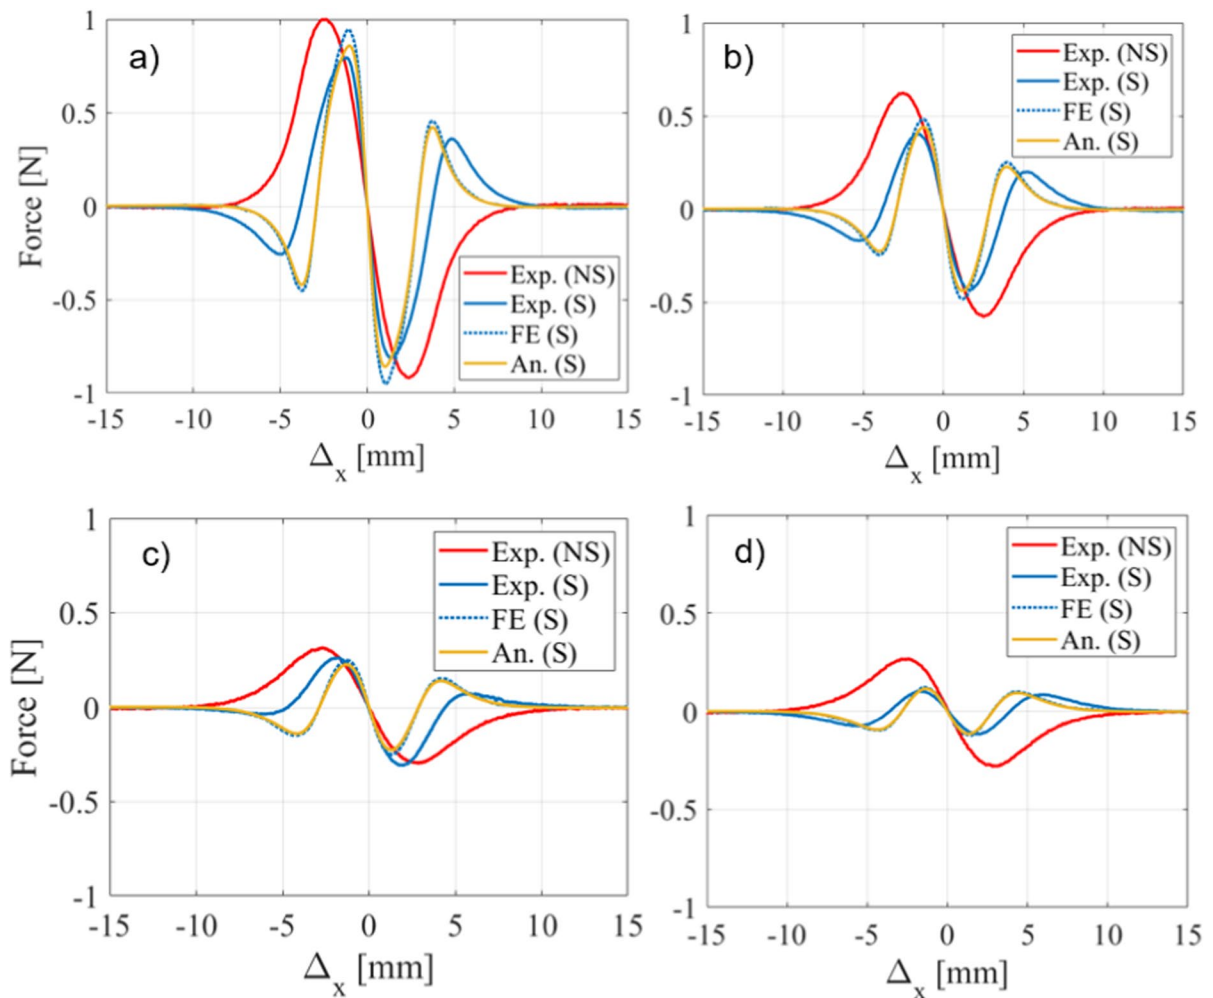 a)
1
0.5
0
-0.5
-1
Force [N]
Exp. (NS)
Exp. (S)
FE (S)
An. (S)
-15 -10 -5 0 5 10 15
Δx [mm]
b)
1
0.5
0
-0.5
-1
Exp. (NS)
Exp. (S)
FE (S)
An. (S)
-15 -10 -5 0 5 10 15
Δx [mm]
c)
1
0.5
0
-0.5
-1
Force [N]
Exp. (NS)
Exp. (S)
FE (S)
An. (S)
-15 -10 -5 0 5 10 15
Δx [mm]
d)
1
0.5
0
-0.5
-1
Exp. (NS)
Exp. (S)
FE (S)
An. (S)
-15 -10 -5 0 5 10 15
Δx [mm]